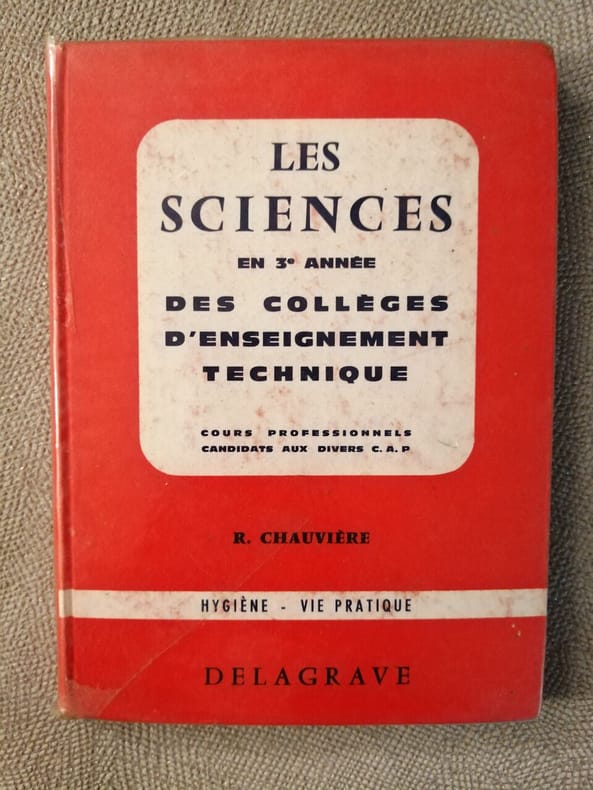 LES
SCIENCES
EN 3e ANNÉE
DES COLLÈGES
D'ENSEIGNEMENT
TECHNIQUE
COURS PROFESSIONNELS
CANDIDATS AUX DIVERS C.A.P
R. CHAUVIÈRE
HYGIÈNE - VIE PRATIQUE
DELAGRAVE